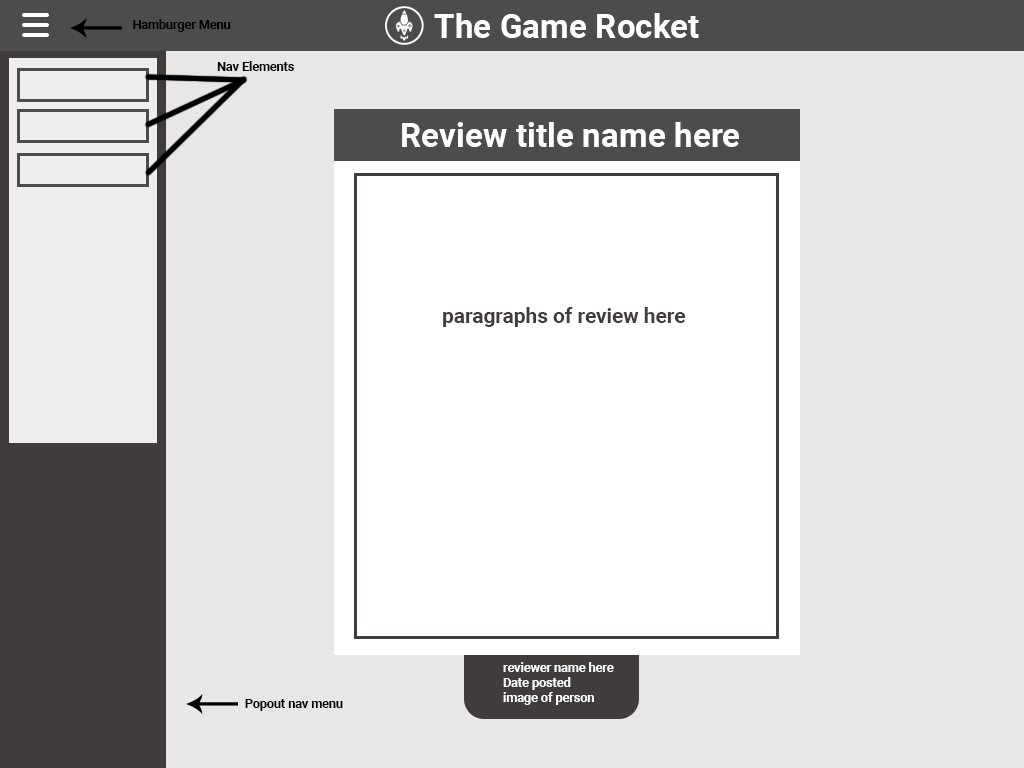 Hamburger Menu
The Game Rocket
Nav Elements
Review title name here
paragraphs of review here
reviewer name here
Date posted
image of person
Popout nav menu